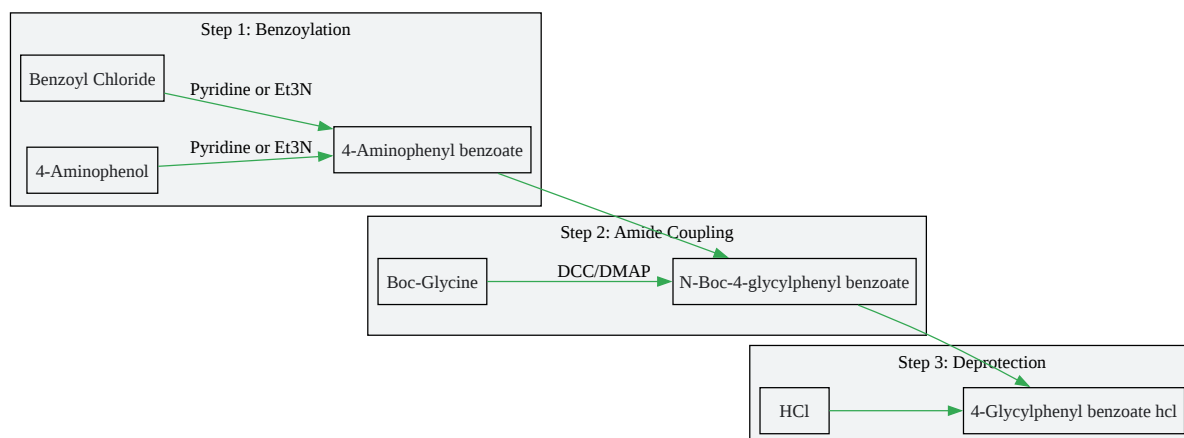 Step 1: Benzoylation
Benzoyl Chloride
Pyridine or Et3N
4-Aminophenol
Pyridine or Et3N
4-Aminophenyl benzoate
Step 2: Amide Coupling
Boc-Glycine
DCC/DMAP
N-Boc-4-glycylphenyl benzoate
Step 3: Deprotection
HCl
4-Glycylphenyl benzoate hcl